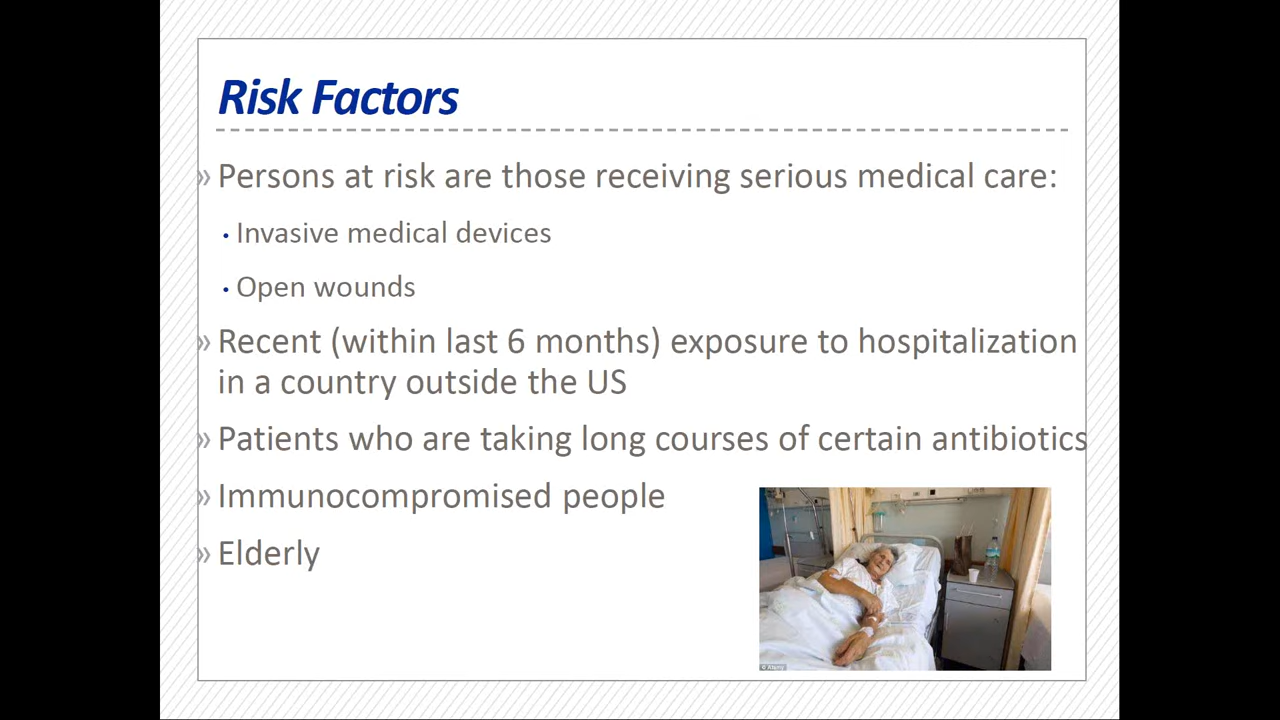 Risk Factors
» Persons at risk are those receiving serious medical care:
• Invasive medical devices
• Open wounds
» Recent (within last 6 months) exposure to hospitalization
in a country outside the US
» Patients who are taking long courses of certain antibiotics
» Immunocompromised people
» Elderly
© Alamy